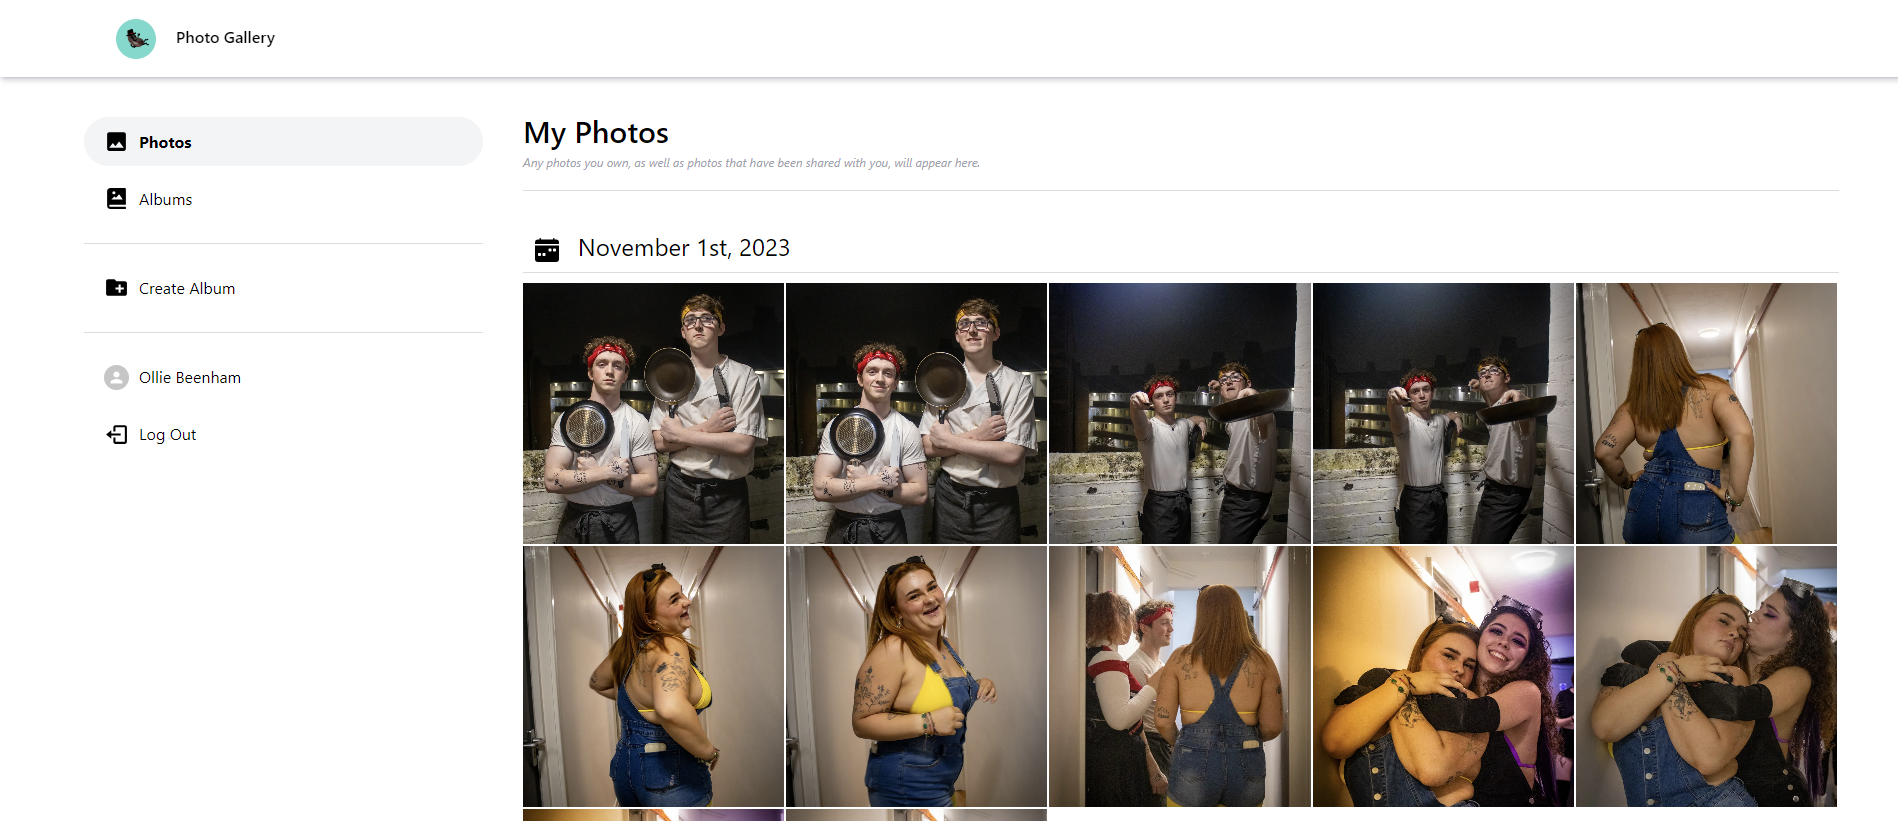 Photo Gallery
Photos
Albums
Create Album
Ollie Beenham
Log Out
My Photos
Any photos you own, as well as photos that have been shared with you, will appear here.
November 1st, 2023